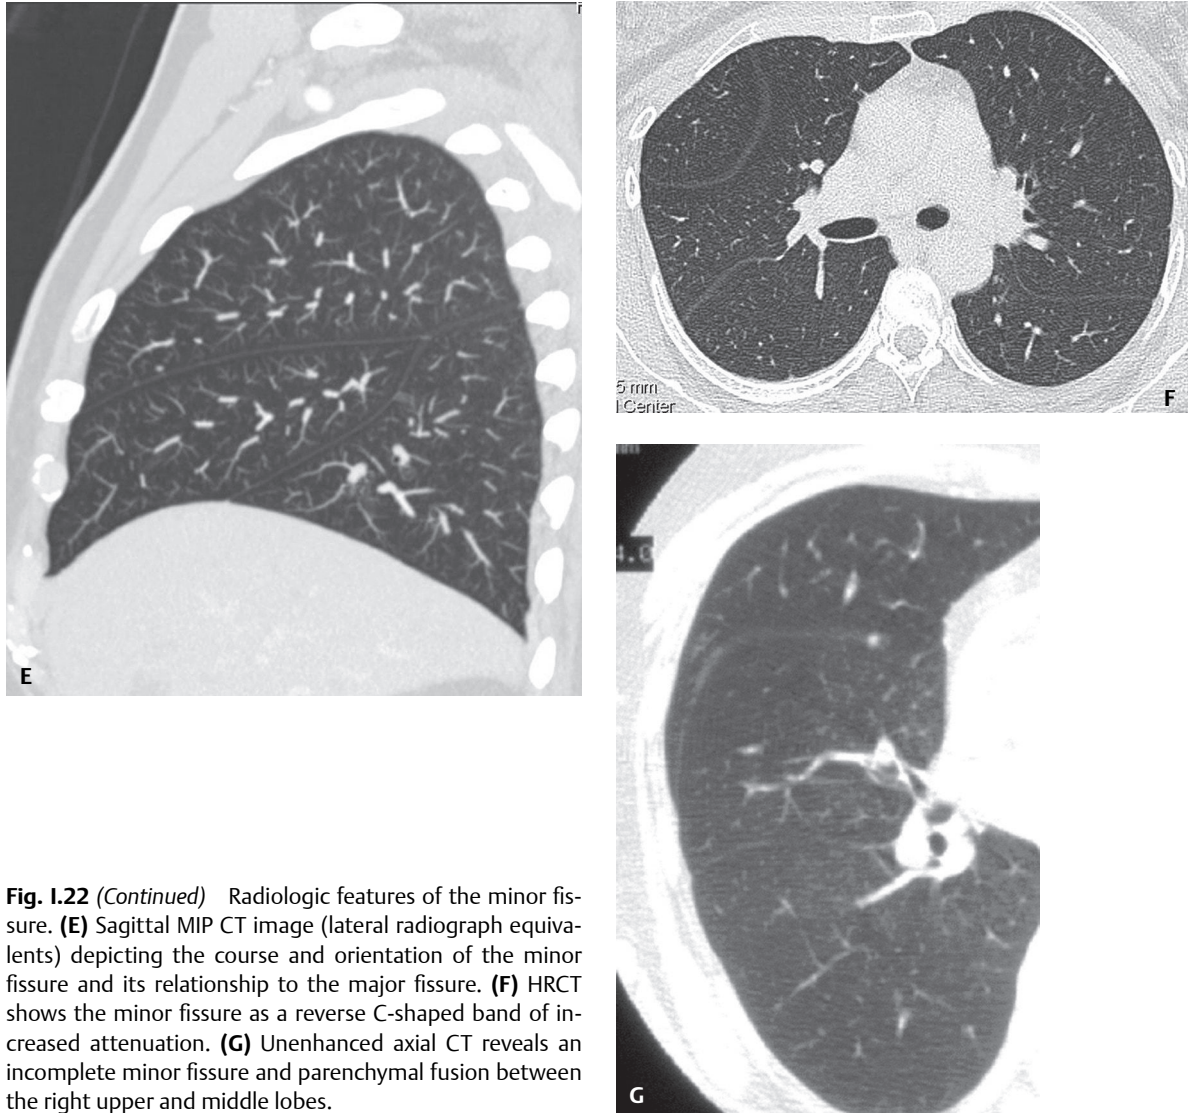 E
5 mm
l Center
F
4.0
G
Fig. I.22 (Continued) Radiologic features of the minor fis-
sure. (E) Sagittal MIP CT image (lateral radiograph equiva-
lents) depicting the course and orientation of the minor
fissure and its relationship to the major fissure. (F) HRCT
shows the minor fissure as a reverse C-shaped band of in-
creased attenuation. (G) Unenhanced axial CT reveals an
incomplete minor fissure and parenchymal fusion between
the right upper and middle lobes.